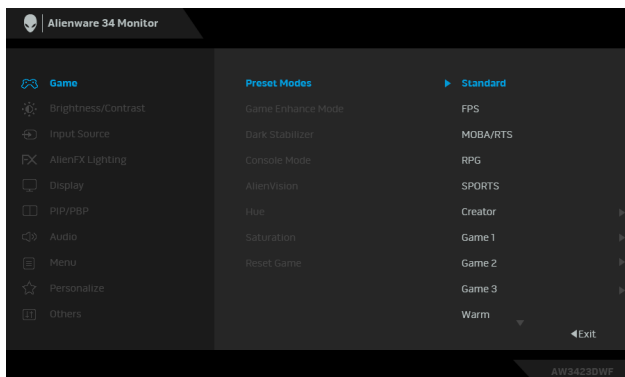 Alienware 34 Monitor
Game Preset Modes Standard
Brightness/Contrast Game Enhance Mode FPS
Input Source Dark Stabilizer MOBA/RTS
FX AlienFX Lighting Console Mode RPG
Display AlienVision SPORTS
PIP/PBP Hue Creator
Audio Saturation Game 1
Menu Reset Game Game 2
Personalize Game 3
Others Warm
Exit
AW3423DWF